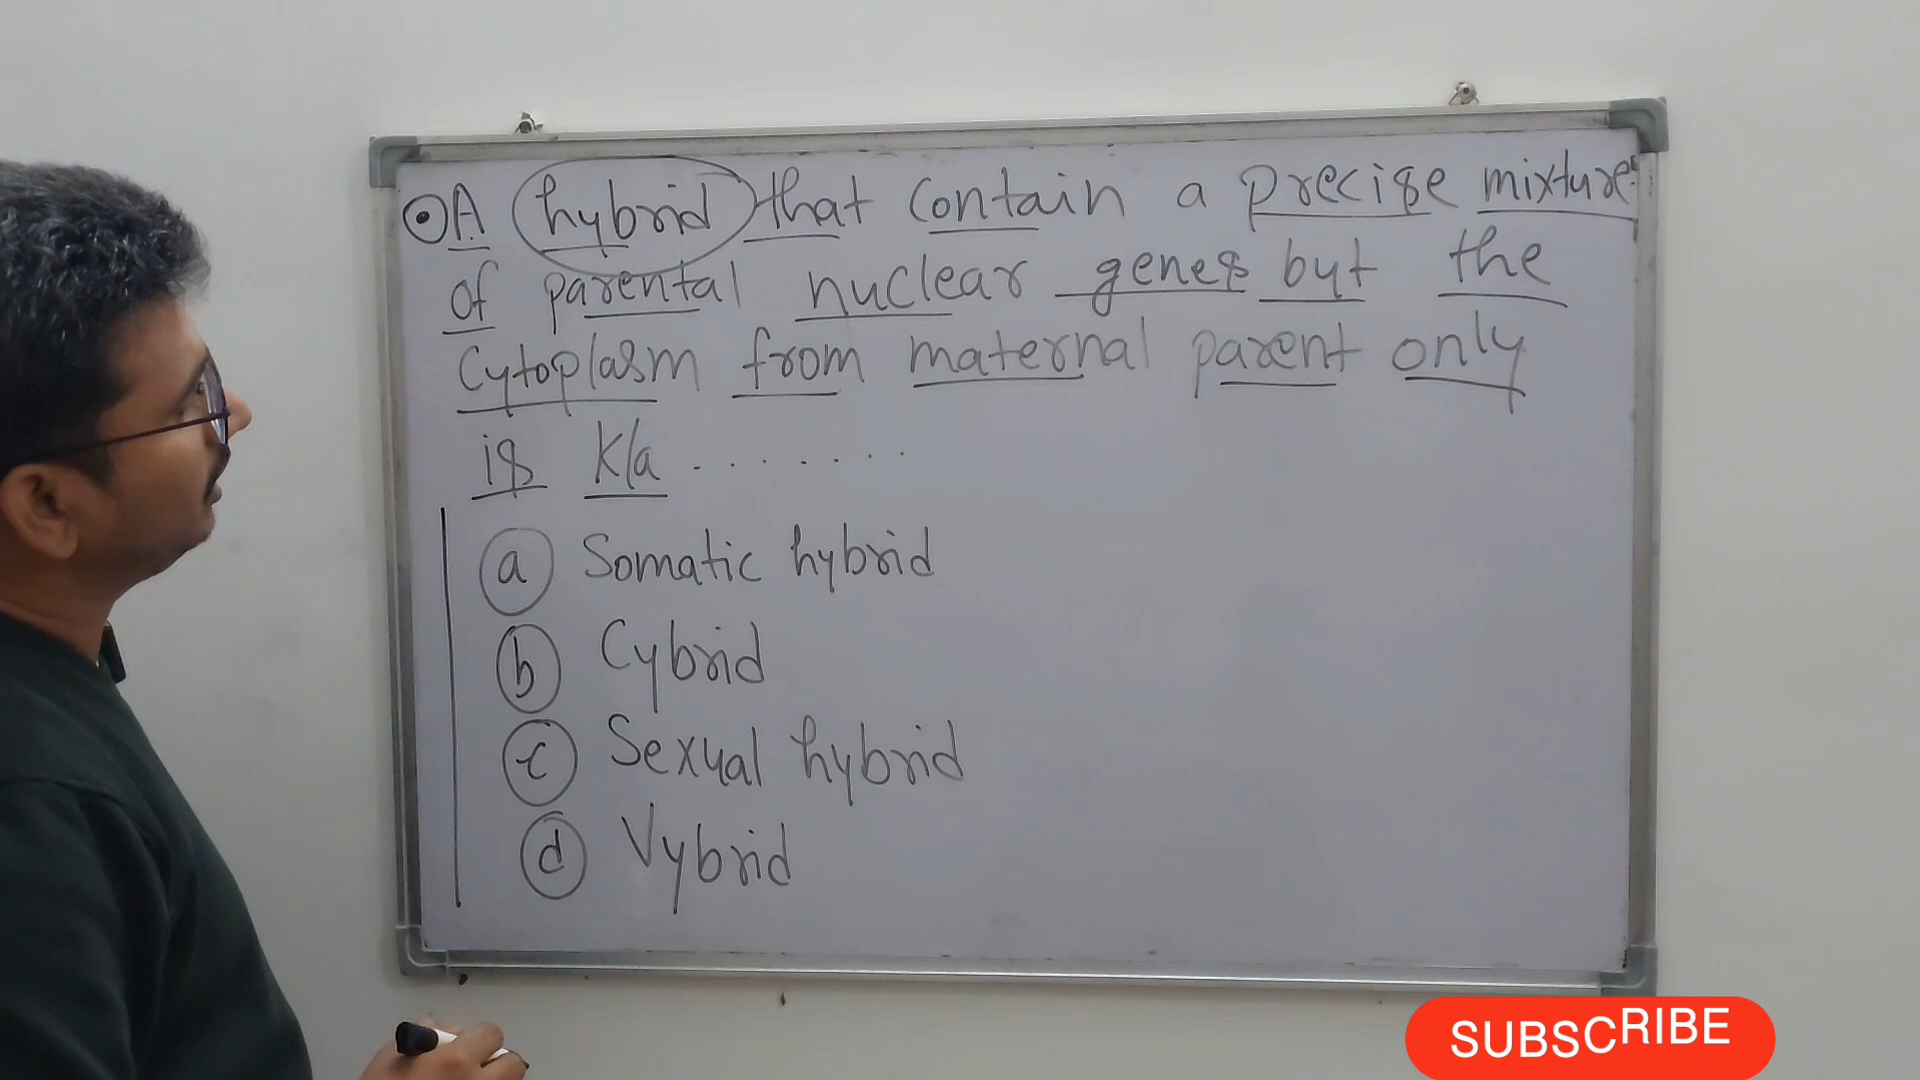 A hybrid that contain a precise mixture
of parental nuclear genes but the
Cytoplasm from maternal parent only
is K/a ........
a Somatic hybrid
b Cybrid
c Sexual hybrid
d Vybrid
SUBSCRIBE